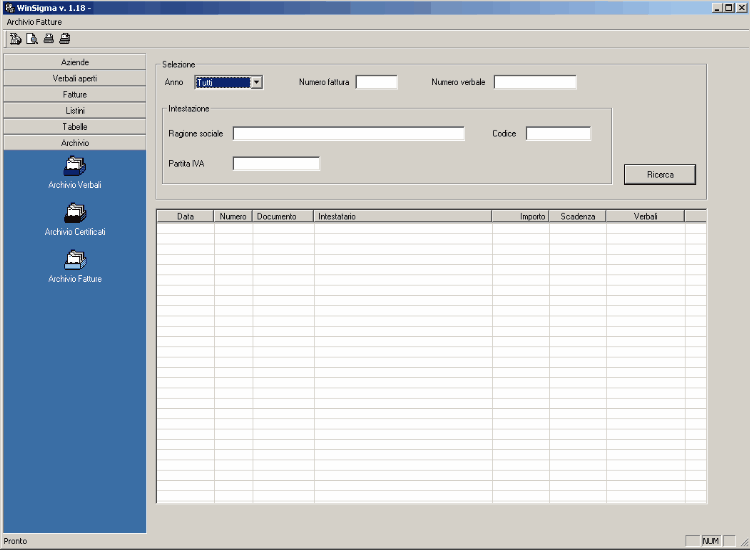 WinSigma v. 1.18 -
Archivio Fatture
Aziende
Verbali aperti
Fatture
Listini
Tabelle
Archivio
Archivio Verbali
Archivio Certificati
Archivio Fatture
Selezione
Anno Tutti Numero fattura Numero verbale
Intestazione
Ragione sociale Codice
Partita IVA
Ricerca
Data Numero Documento Intestatario Importo Scadenza Verbali
Pronto NUM